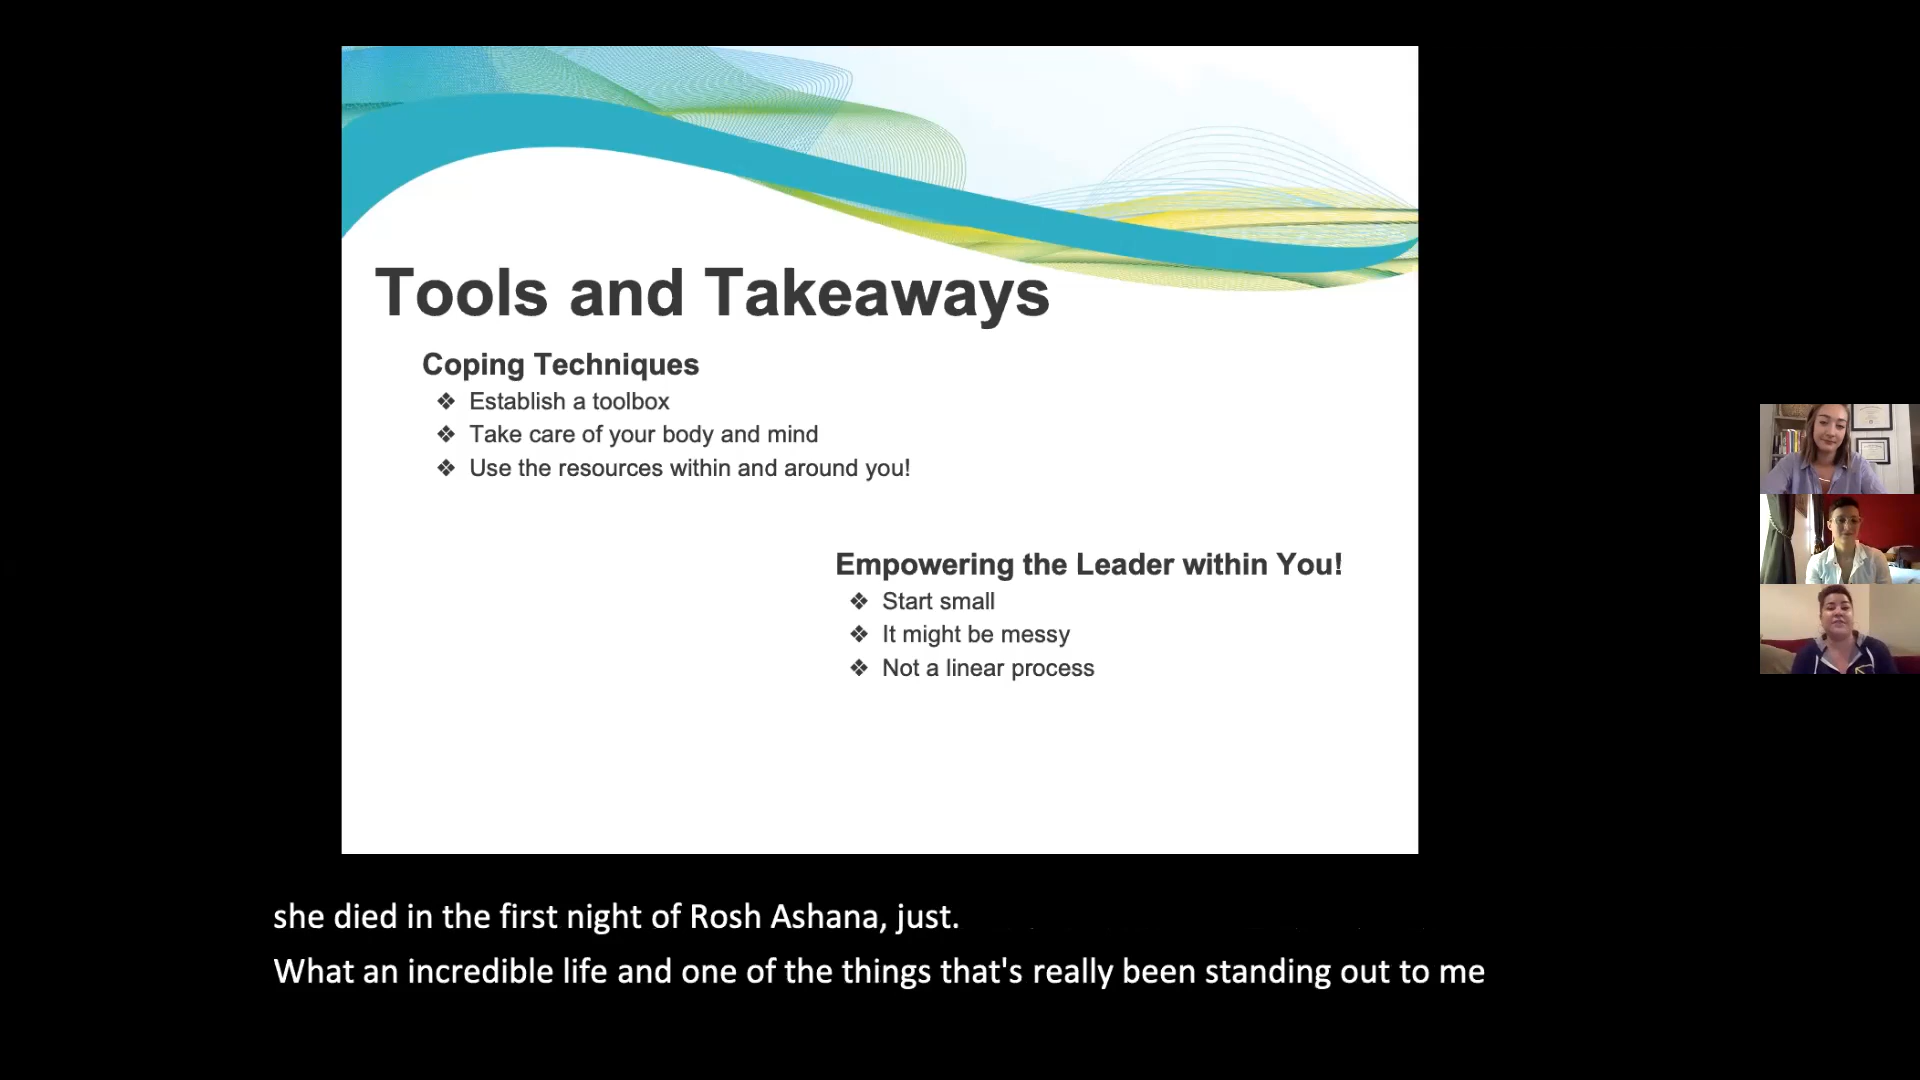 Tools and Takeaways
Coping Techniques
❖ Establish a toolbox
❖ Take care of your body and mind
❖ Use the resources within and around you!
Empowering the Leader within You!
❖ Start small
❖ It might be messy
❖ Not a linear process
she died in the first night of Rosh Ashana, just.
What an incredible life and one of the things that's really been standing out to me